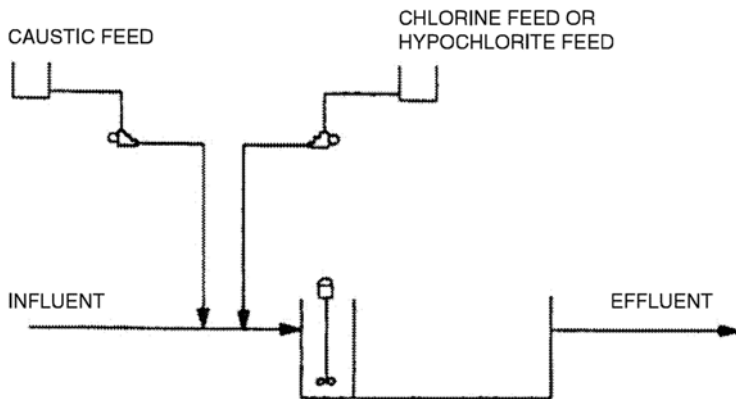 CAUSTIC FEED
CHLORINE FEED OR
HYPOCHLORITE FEED
INFLUENT
EFFLUENT